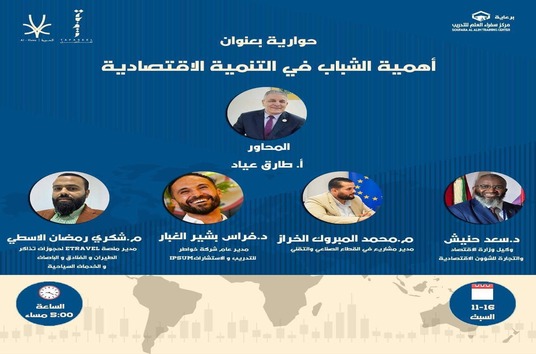 برعاية
مركز سفراء العلم للتدريب
SOFARA AL ALIM TRAINING CENTER
حوارية بعنوان
أهمية الشباب في التنمية الاقتصادية
المحاور
أ. طارق عياد
د.سعد حنيش
وكيل وزارة الاقتصاد
والتجارة للشؤون الاقتصادية
م.محمد المبروك الخراز
مدير مشاريع في القطاع الصناعي والتقني
د.فراس بشير الغبار
مدير عام شركة خواطر
للتدريب و الاستشارات IPSUM
م.شكري رمضان الاسطي
مدير منصة ETRAVEL لحجوزات تذاكر
الطيران و الفنادق و الباصات
و الخدمات السياحية
11-16
السبت
الساعة
5:00 مساء